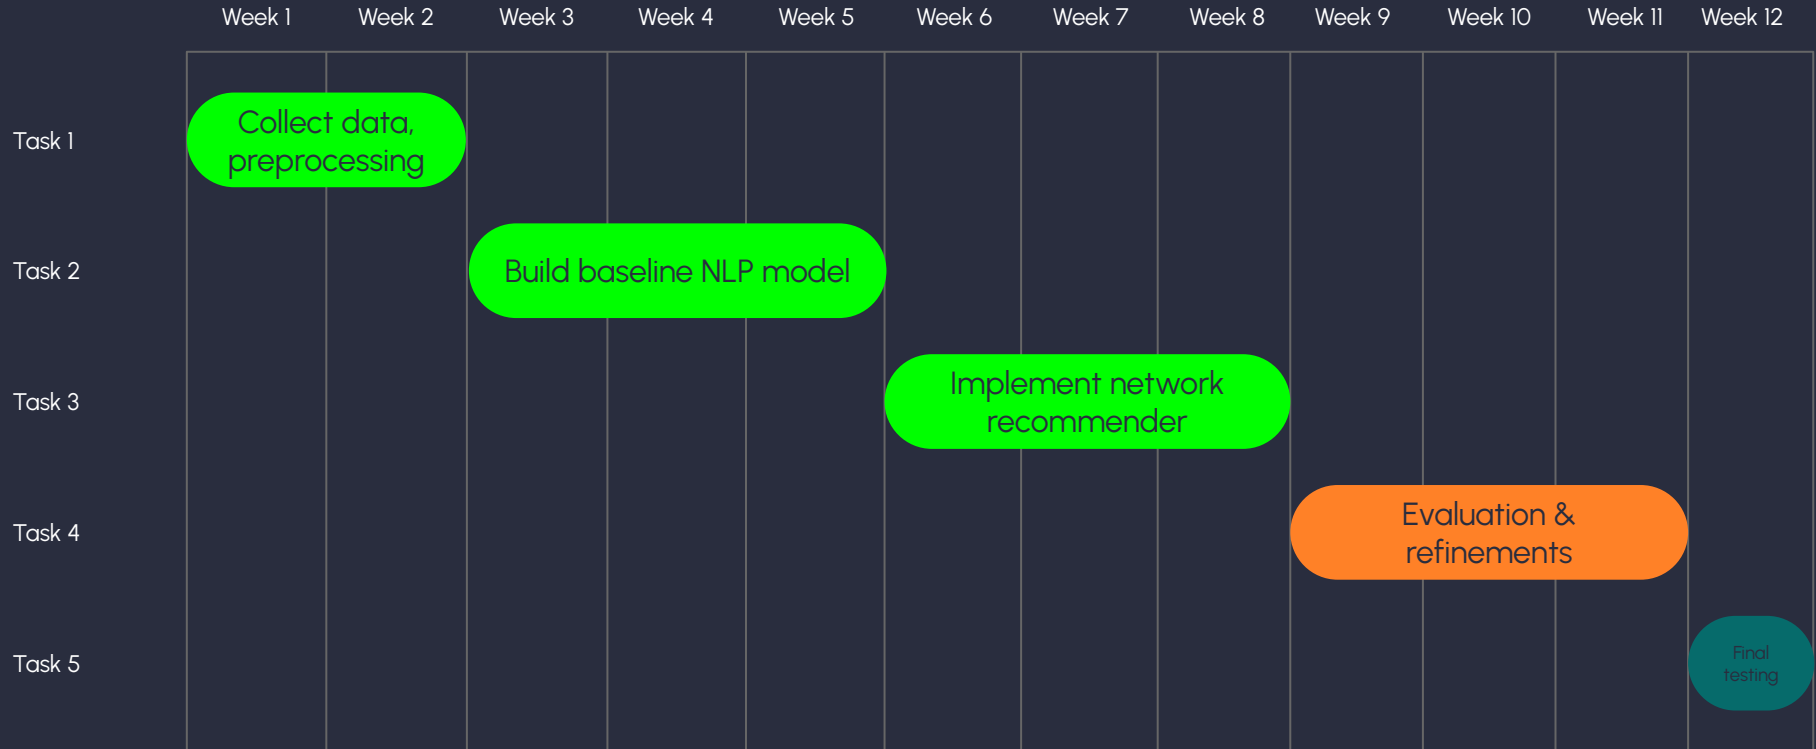 Week 1 Week 2 Week 3 Week 4 Week 5 Week 6 Week 7 Week 8 Week 9 Week 10 Week 11 Week 12
Task 1
Collect data,
preprocessing
Task 2
Build baseline NLP model
Task 3
Implement network
recommender
Task 4
Evaluation &
refinements
Task 5
Final
testing